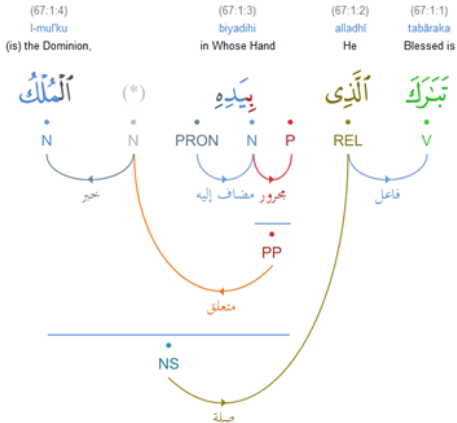 (67:1:4) (67:1:3) (67:1:2) (67:1:1)
l-mul'ku biyadihi alladhī tabāraka
(is) the Dominion, in Whose Hand He Blessed is
تَبَٰرَكَ ٱلَّذِى بِيَدِهِ (*) ٱلْمُلْكُ
N N PRON N P REL V
فاعل مجرور مضاف إليه خبر
PP
متعلق
NS
صلة